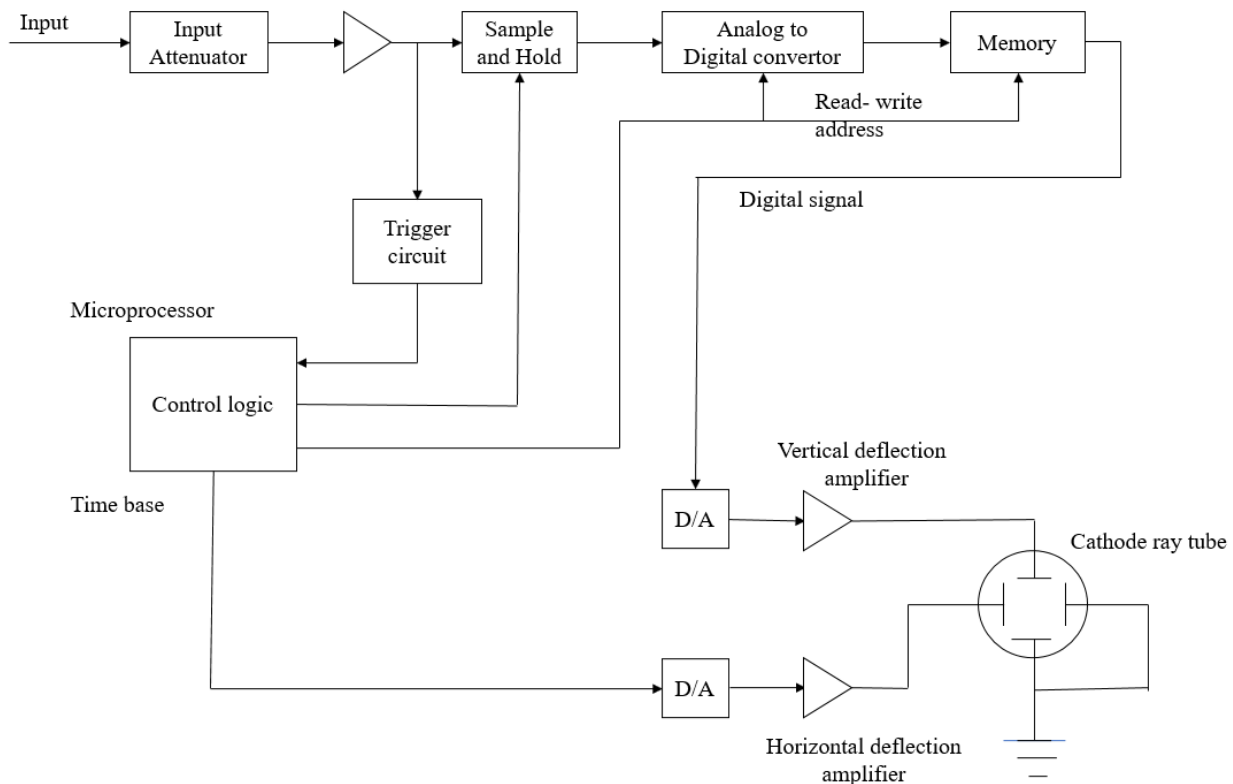 Input
Input
Attenuator
Sample
and Hold
Analog to
Digital convertor
Memory
Read- write
address
Digital signal
Trigger
circuit
Microprocessor
Control logic
Time base
Vertical deflection
amplifier
D/A
Cathode ray tube
D/A
Horizontal deflection
amplifier